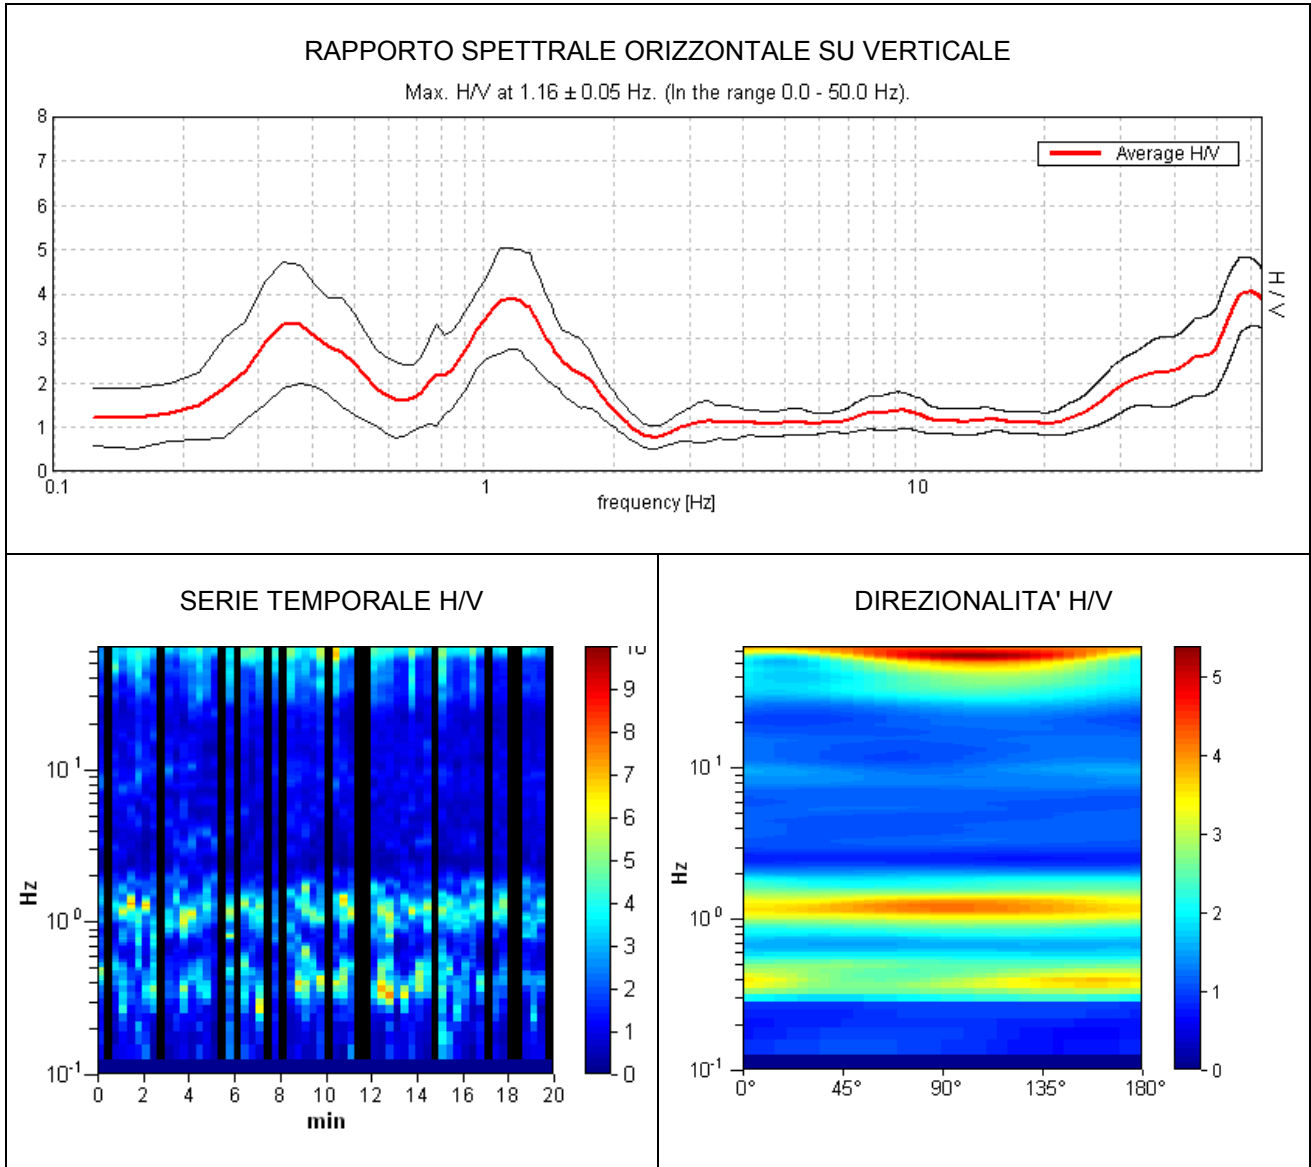 RAPPORTO SPETTRALE ORIZZONTALE SU VERTICALE
Max. H/V at 1.16 ± 0.05 Hz. (In the range 0.0 - 50.0 Hz).
8
7
6
5
4
3
2
1
0
Average H/V
H / V
0.1 1 10
frequency [Hz]
SERIE TEMPORALE H/V
Hz
10¹
10⁰
10⁻¹
0 2 4 6 8 10 12 14 16 18 20
min
10
9
8
7
6
5
4
3
2
1
0
DIREZIONALITA' H/V
Hz
10¹
10⁰
10⁻¹
0° 45° 90° 135° 180°
5
4
3
2
1
0